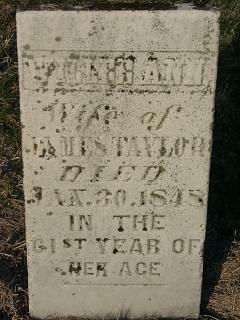 ANN
Wife of
JAMES TAYLOR
DIED
JAN. 30. 1848
IN THE
61ST YEAR OF
HER AGE